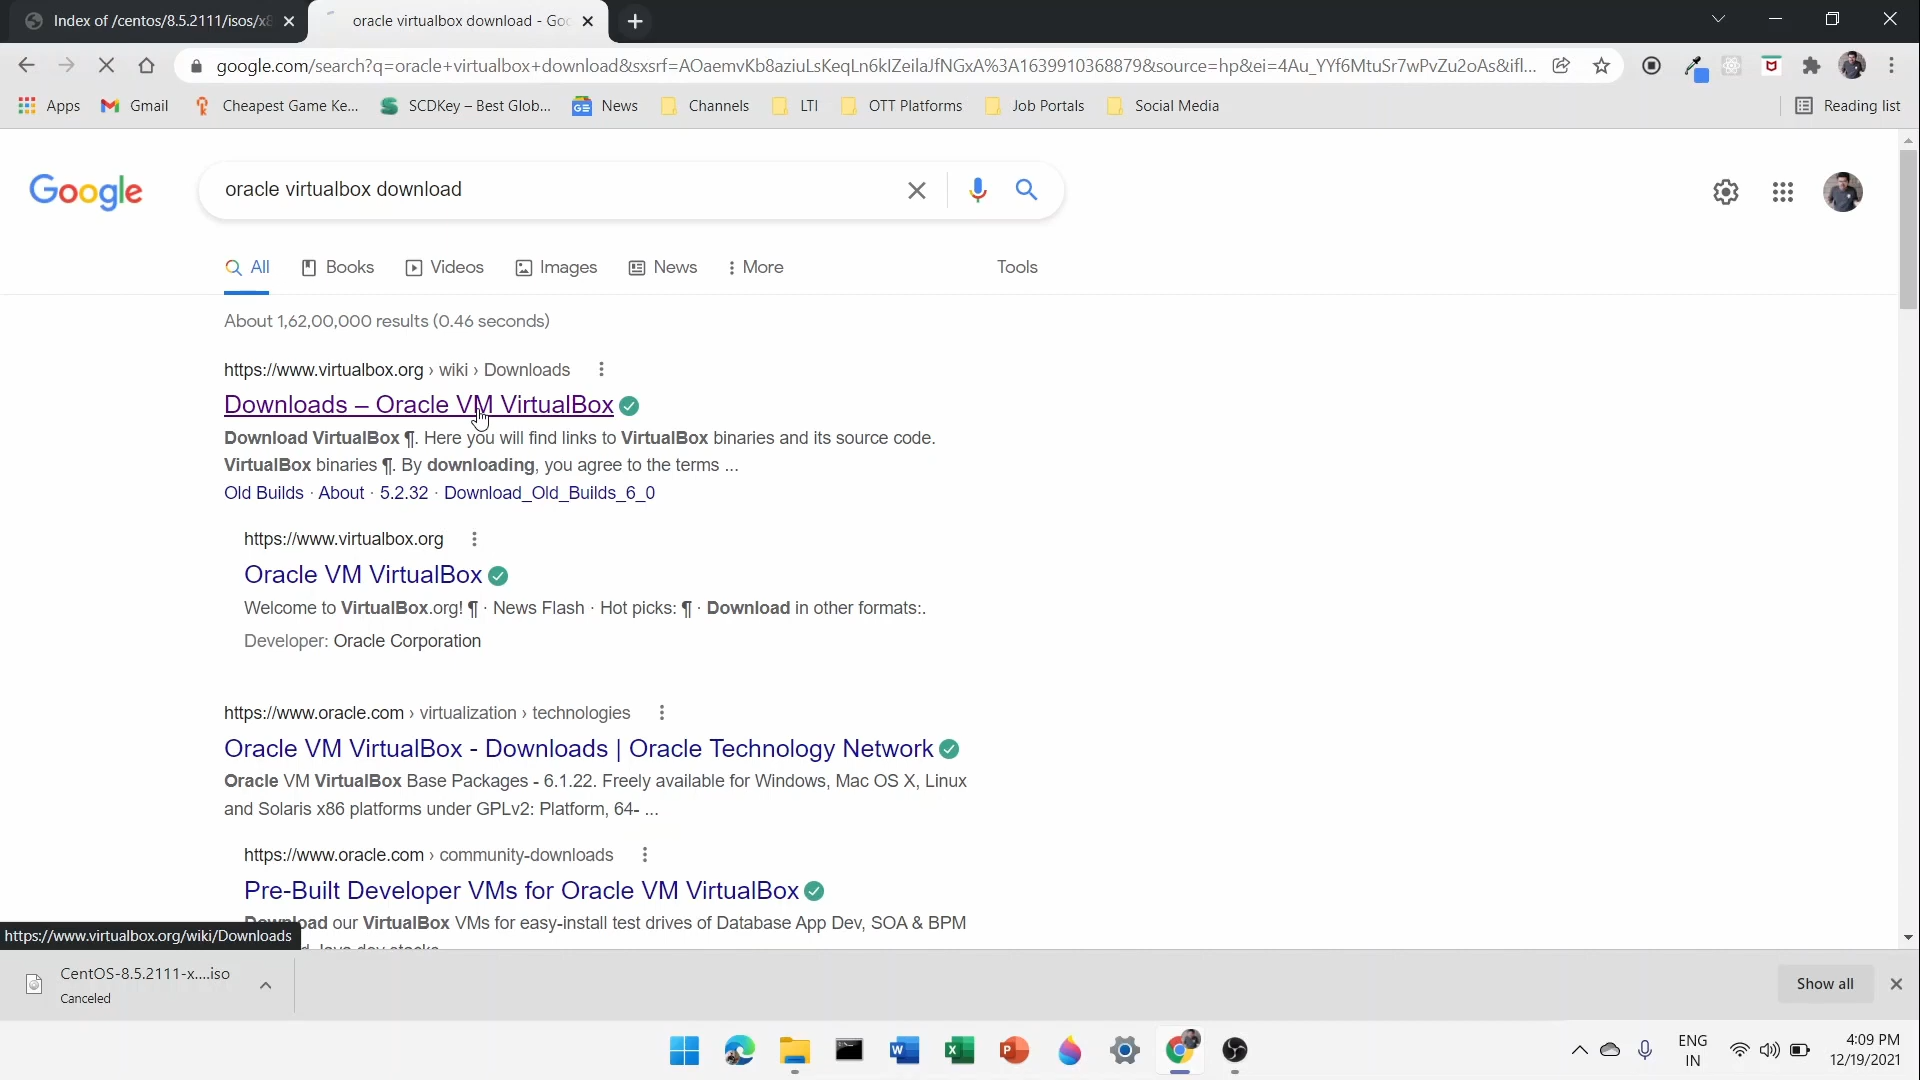 Index of /centos/8.5.2111/isos/x8
oracle virtualbox download - Goo
google.com/search?q=oracle+virtualbox+download&sxsrf=AOaemvKb8aziuLsKeqLn6kIZeilaJfNGxA%3A1639910368879&source=hp&ei=4Au_YYf6MtuSr7wPvZu2oAs&ifl...
Apps
Gmail
Cheapest Game Ke...
SCDKey – Best Glob...
News
Channels
LTI
OTT Platforms
Job Portals
Social Media
Reading list
Google
oracle virtualbox download
All
Books
Videos
Images
News
More
Tools
About 1,62,00,000 results (0.46 seconds)
https://www.virtualbox.org › wiki › Downloads
Downloads – Oracle VM VirtualBox
Download VirtualBox ¶. Here you will find links to VirtualBox binaries and its source code.
VirtualBox binaries ¶. By downloading, you agree to the terms ...
Old Builds · About · 5.2.32 · Download_Old_Builds_6_0
https://www.virtualbox.org
Oracle VM VirtualBox
Welcome to VirtualBox.org! ¶ · News Flash · Hot picks: ¶ · Download in other formats:.
Developer: Oracle Corporation
https://www.oracle.com › virtualization › technologies
Oracle VM VirtualBox - Downloads | Oracle Technology Network
Oracle VM VirtualBox Base Packages - 6.1.22. Freely available for Windows, Mac OS X, Linux
and Solaris x86 platforms under GPLv2: Platform, 64- ...
https://www.oracle.com › community-downloads
Pre-Built Developer VMs for Oracle VM VirtualBox
Download our VirtualBox VMs for easy-install test drives of Database App Dev, SOA & BPM
https://www.virtualbox.org/wiki/Downloads
CentOS-8.5.2111-x....iso
Canceled
Show all
ENG
IN
4:09 PM
12/19/2021